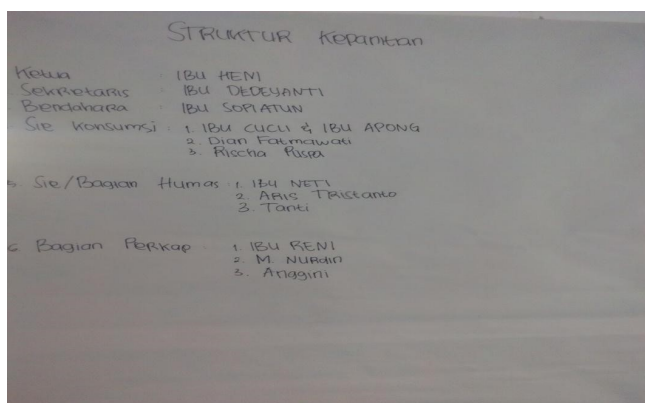 STRUKTUR Kepanitian
Ketua : IBU HENI
Sekretaris : IBU DEDEYANTI
Bendahara : IBU SOPIATUN
Sie Konsumsi : 1. IBU CUCU & IBU APONG
2. Dian Fatmawati
3. Rischa Puspa
5. Sie/Bagian Humas : 1. IBU NETI
2. ARIS TRistanto
3. Tanti
6. Bagian Perkap : 1. IBU RENI
2. M. NURdin
3. Anggini